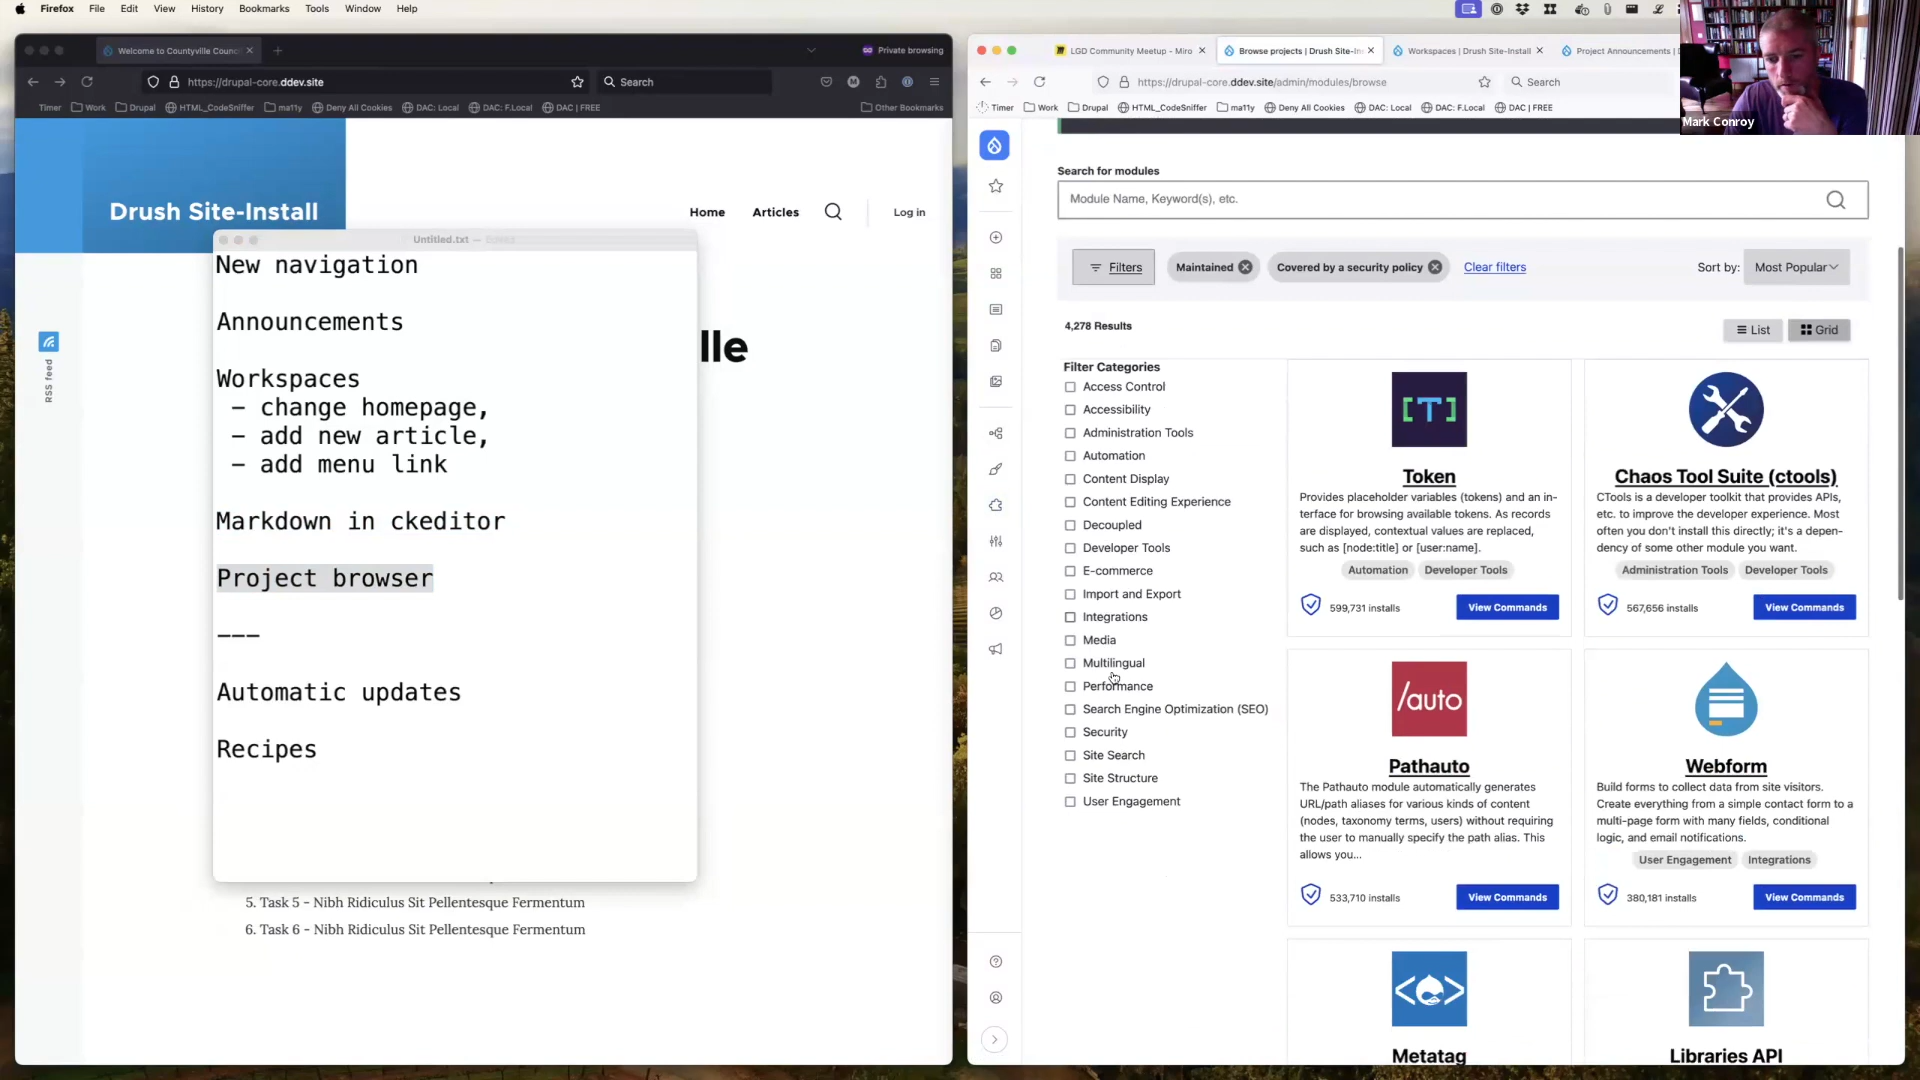 Firefox File Edit View History Bookmarks Tools Window Help
Welcome to Countyville Counc
Private browsing
https://drupal-core.ddev.site
Search
Timer Work Drupal HTML_CodeSniffer ma11y Deny All Cookies DAC: Local DAC: F.Local DAC | FREE
Other Bookmarks
Drush Site-Install
Home Articles
Log in
RSS feed
lle
Untitled.txt —
New navigation
Announcements
Workspaces
– change homepage,
– add new article,
– add menu link
Markdown in ckeditor
Project browser
———
Automatic updates
Recipes
5. Task 5 - Nibh Ridiculus Sit Pellentesque Fermentum
6. Task 6 - Nibh Ridiculus Sit Pellentesque Fermentum
LGD Community Meetup - Miro
Browse projects | Drush Site-In
Workspaces | Drush Site-Install
Project Announcements |
https://drupal-core.ddev.site/admin/modules/browse
Search
Timer Work Drupal HTML_CodeSniffer ma11y Deny All Cookies DAC: Local DAC: F.Local DAC | FREE
Mark Conroy
Search for modules
Module Name, Keyword(s), etc.
Filters
Maintained
Covered by a security policy
Clear filters
Sort by: Most Popular
4,278 Results
List Grid
Filter Categories
Access Control
Accessibility
Administration Tools
Automation
Content Display
Content Editing Experience
Decoupled
Developer Tools
E-commerce
Import and Export
Integrations
Media
Multilingual
Performance
Search Engine Optimization (SEO)
Security
Site Search
Site Structure
User Engagement
[T]
Token
Provides placeholder variables (tokens) and an in-
terface for browsing available tokens. As records
are displayed, contextual values are replaced,
such as [node:title] or [user:name].
Automation Developer Tools
599,731 installs
View Commands
Chaos Tool Suite (ctools)
CTools is a developer toolkit that provides APIs,
etc. to improve the developer experience. Most
often you don't install this directly; it's a depen-
dency of some other module you want.
Administration Tools Developer Tools
567,656 installs
View Commands
/auto
Pathauto
The Pathauto module automatically generates
URL/path aliases for various kinds of content
(nodes, taxonomy terms, users) without requiring
the user to manually specify the path alias. This
allows you...
533,710 installs
View Commands
Webform
Build forms to collect data from site visitors.
Create everything from a simple contact form to a
multi-page form with many fields, conditional
logic, and email notifications.
User Engagement Integrations
380,181 installs
View Commands
Metatag
Libraries API